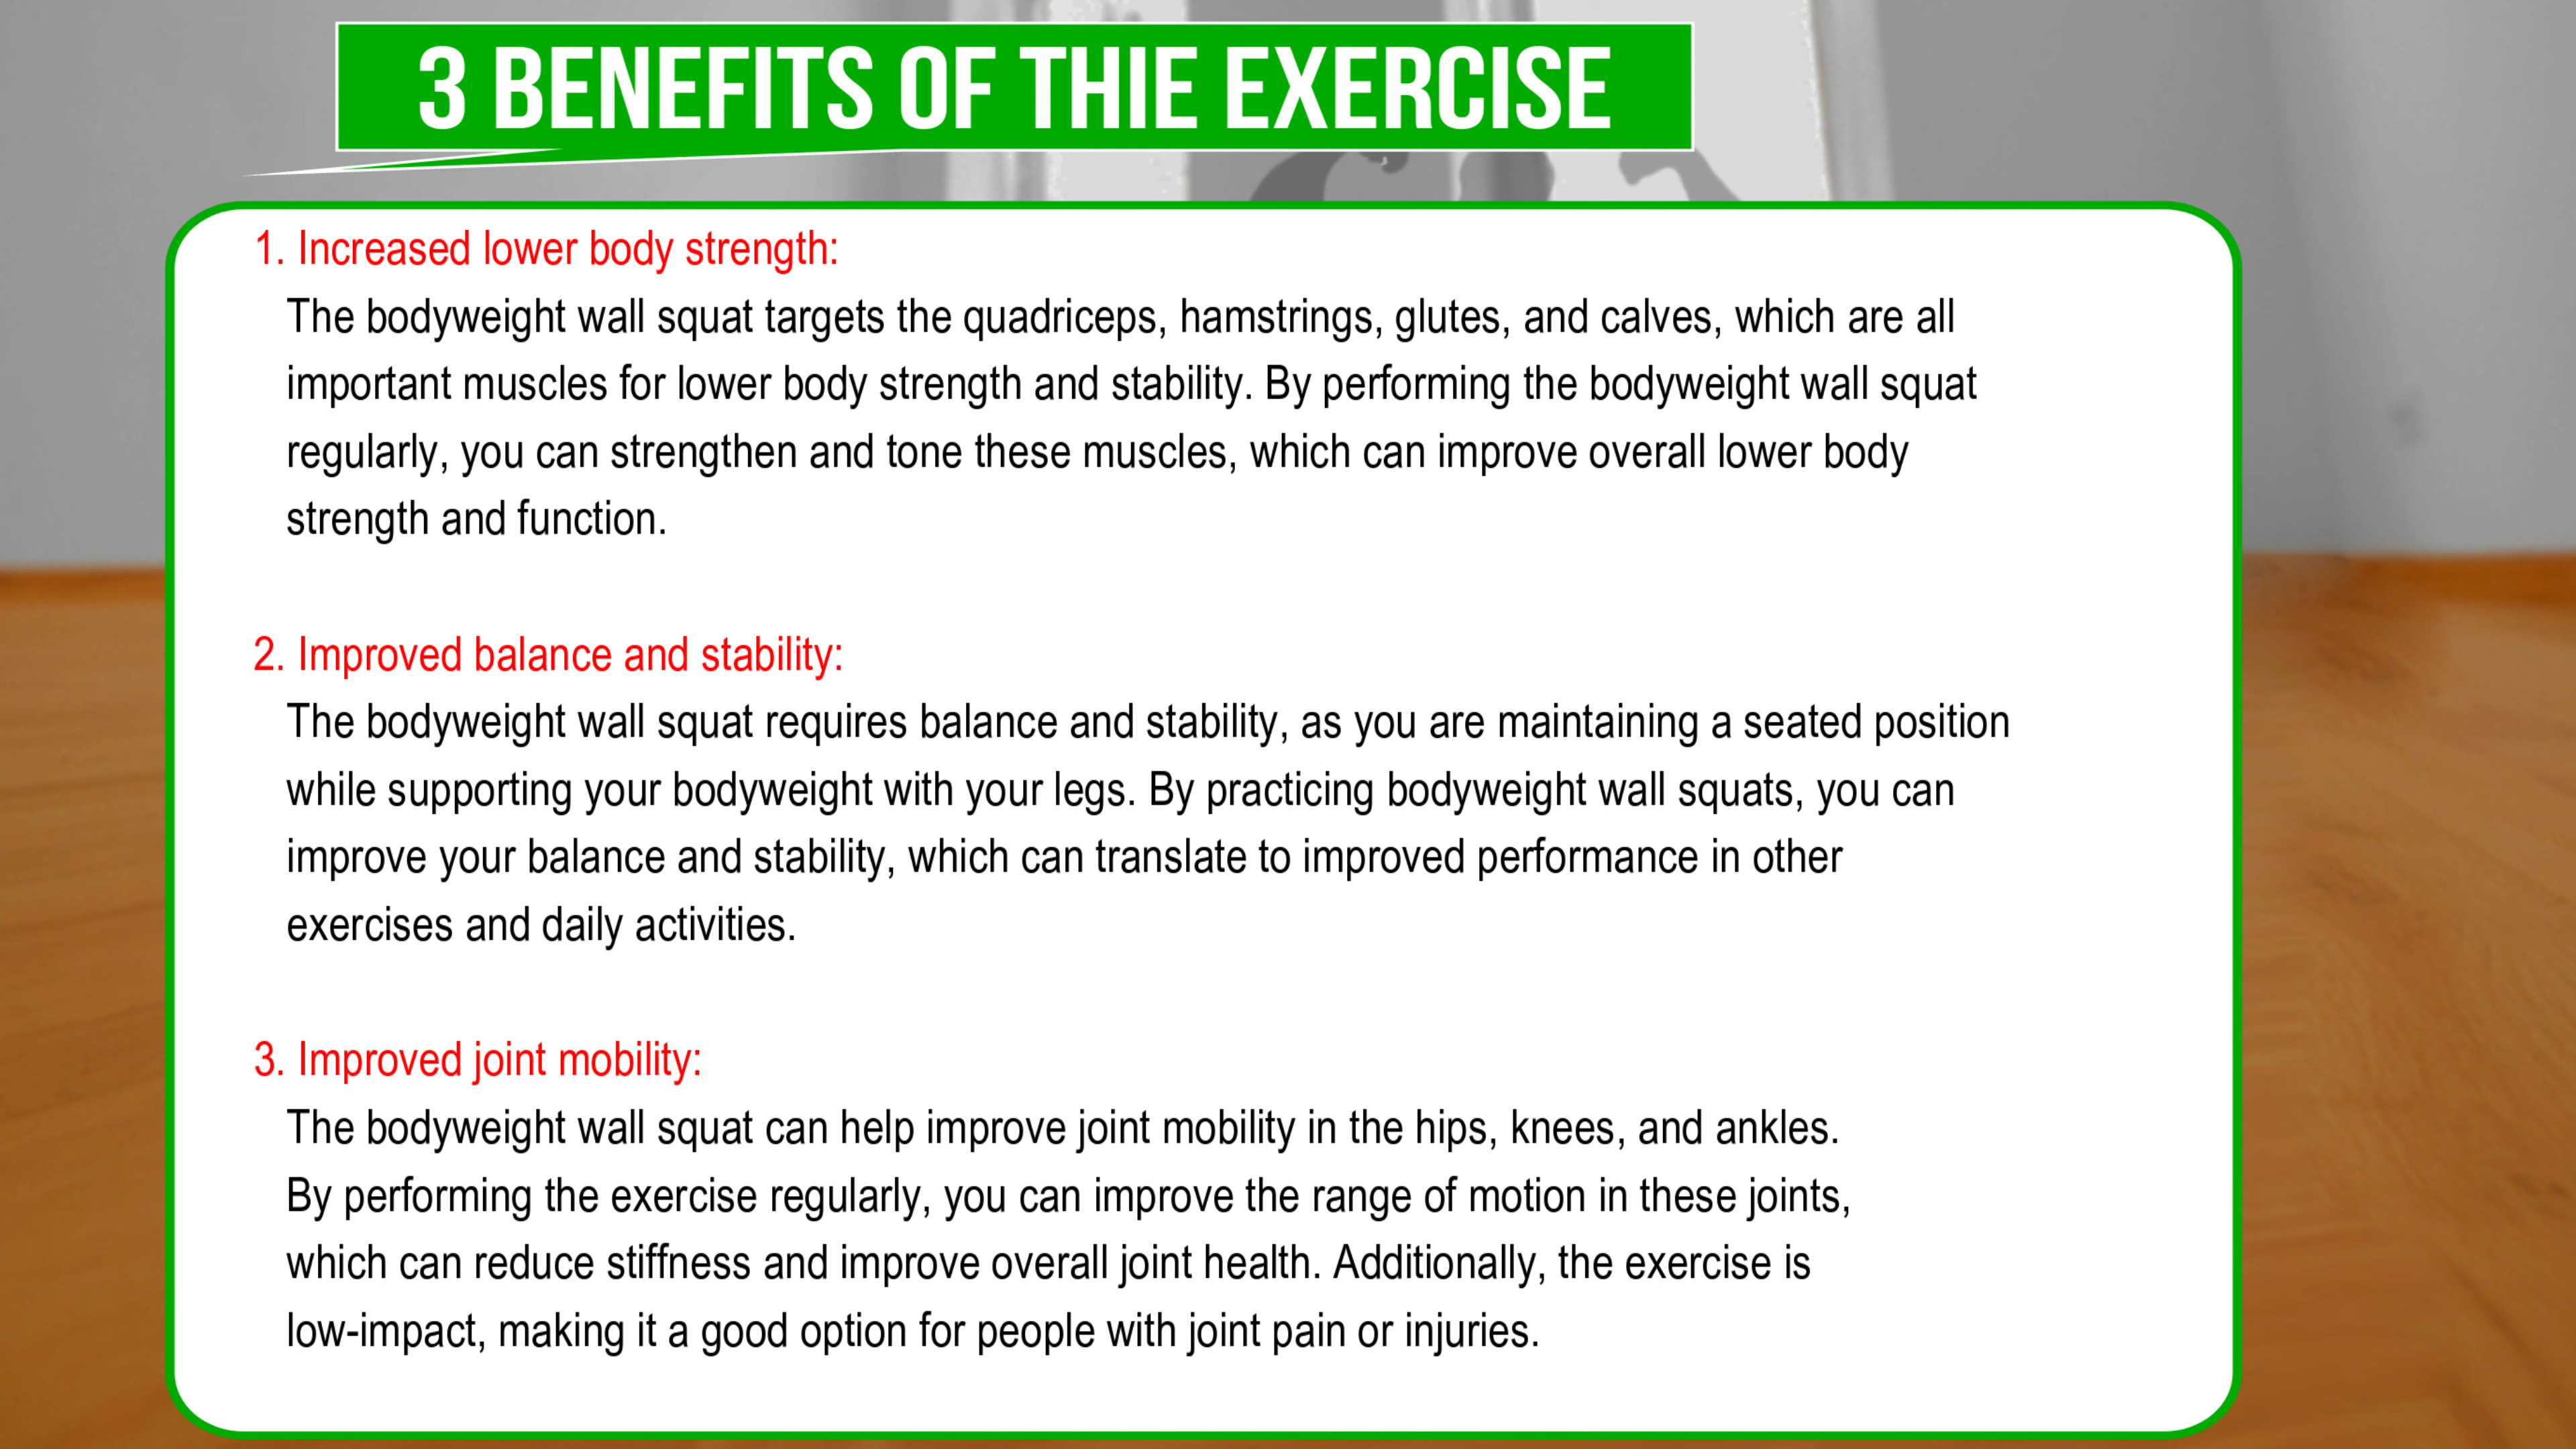 3 BENEFITS OF THIE EXERCISE
1. Increased lower body strength:
The bodyweight wall squat targets the quadriceps, hamstrings, glutes, and calves, which are all
important muscles for lower body strength and stability. By performing the bodyweight wall squat
regularly, you can strengthen and tone these muscles, which can improve overall lower body
strength and function.
2. Improved balance and stability:
The bodyweight wall squat requires balance and stability, as you are maintaining a seated position
while supporting your bodyweight with your legs. By practicing bodyweight wall squats, you can
improve your balance and stability, which can translate to improved performance in other
exercises and daily activities.
3. Improved joint mobility:
The bodyweight wall squat can help improve joint mobility in the hips, knees, and ankles.
By performing the exercise regularly, you can improve the range of motion in these joints,
which can reduce stiffness and improve overall joint health. Additionally, the exercise is
low-impact, making it a good option for people with joint pain or injuries.